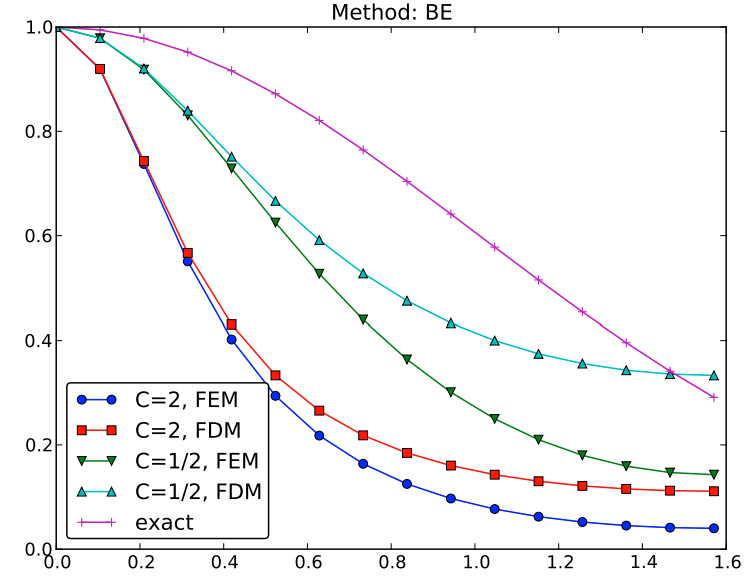 Method: BE
1.0
0.8
0.6
0.4
0.2
0.0
C=2, FEM
C=2, FDM
C=1/2, FEM
C=1/2, FDM
exact
0.0 0.2 0.4 0.6 0.8 1.0 1.2 1.4 1.6